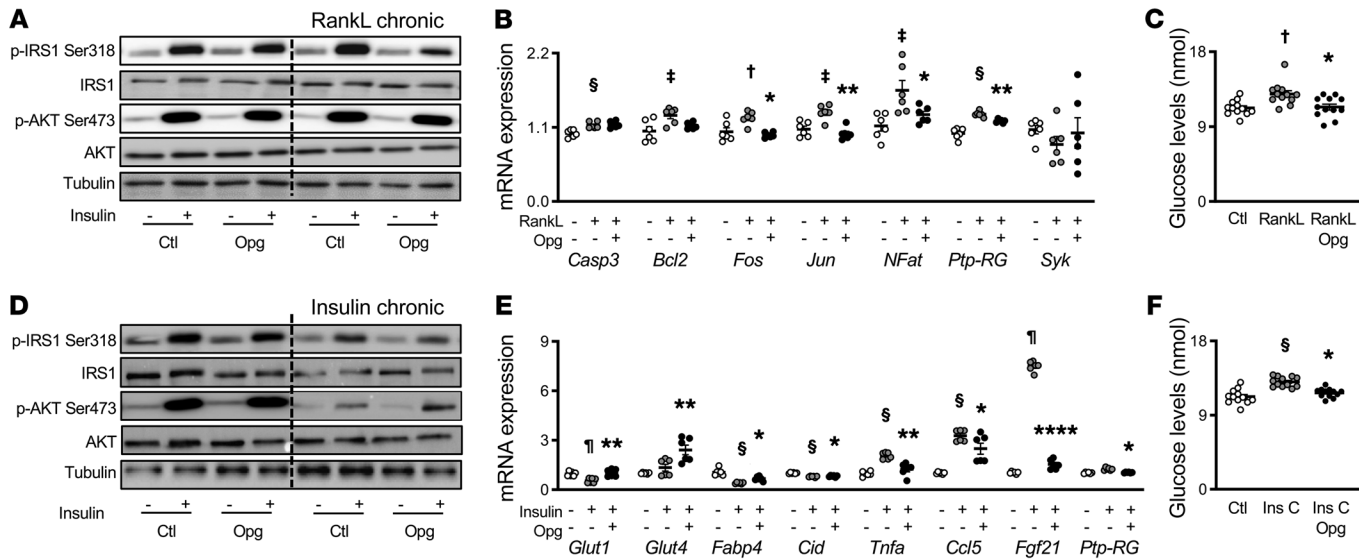 A
RankL chronic
p-IRS1 Ser318
IRS1
p-AKT Ser473
AKT
Tubulin
Insulin - + - + - + - +
Ctl Opg Ctl Opg
B
mRNA expression
2.2
‡
‡ † ‡ * §
§ * ** **
1.1
0.0
RankL - + + - + + - + + - + + - + + - + + - + +
Opg - - + - - + - - + - - + - - + - - + - - +
Casp3 Bcl2 Fos Jun NFat Ptp-RG Syk
C
Glucose levels (nmol)
18
† *
9
0
Ctl RankL RankL
Opg
D
Insulin chronic
p-IRS1 Ser318
IRS1
p-AKT Ser473
AKT
Tubulin
Insulin - + - + - + - +
Ctl Opg Ctl Opg
E
mRNA expression
9
¶
6
** § * ****
3
¶ ** § * § * § ** *
0
Insulin - + + - + + - + + - + + - + + - + + - + + - + +
Opg - - + - - + - - + - - + - - + - - + - - + - - +
Glut1 Glut4 Fabp4 Cid Tnfa Ccl5 Fgf21 Ptp-RG
F
Glucose levels (nmol)
18
§ *
9
0
Ctl Ins C Ins C
Opg